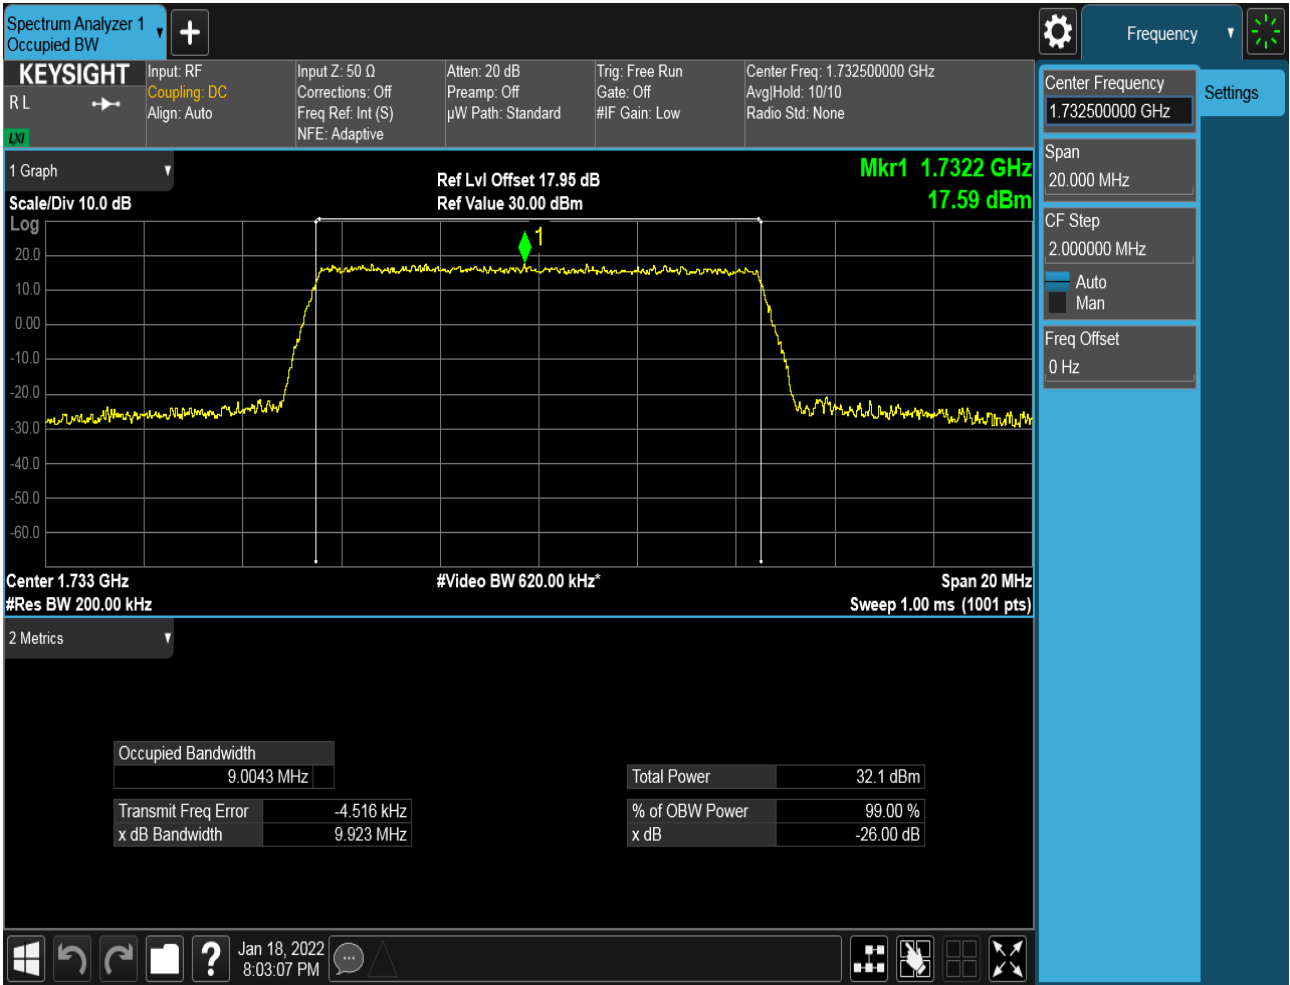 Spectrum Analyzer 1
Occupied BW
Frequency
KEYSIGHT
R L
LXI
Input: RF
Coupling: DC
Align: Auto
Input Z: 50 Ω
Corrections: Off
Freq Ref: Int (S)
NFE: Adaptive
Atten: 20 dB
Preamp: Off
µW Path: Standard
Trig: Free Run
Gate: Off
#IF Gain: Low
Center Freq: 1.732500000 GHz
Avg|Hold: 10/10
Radio Std: None
Center Frequency
1.732500000 GHz
Settings
Span
20.000 MHz
CF Step
2.000000 MHz
Auto
Man
Freq Offset
0 Hz
1 Graph
Scale/Div 10.0 dB
Log
Ref Lvl Offset 17.95 dB
Ref Value 30.00 dBm
Mkr1 1.7322 GHz
17.59 dBm
1
20.0
10.0
0.00
-10.0
-20.0
-30.0
-40.0
-50.0
-60.0
Center 1.733 GHz
#Res BW 200.00 kHz
#Video BW 620.00 kHz*
Span 20 MHz
Sweep 1.00 ms (1001 pts)
2 Metrics
Occupied Bandwidth
9.0043 MHz
Transmit Freq Error -4.516 kHz
x dB Bandwidth 9.923 MHz
Total Power 32.1 dBm
% of OBW Power 99.00 %
x dB -26.00 dB
?
Jan 18, 2022
8:03:07 PM